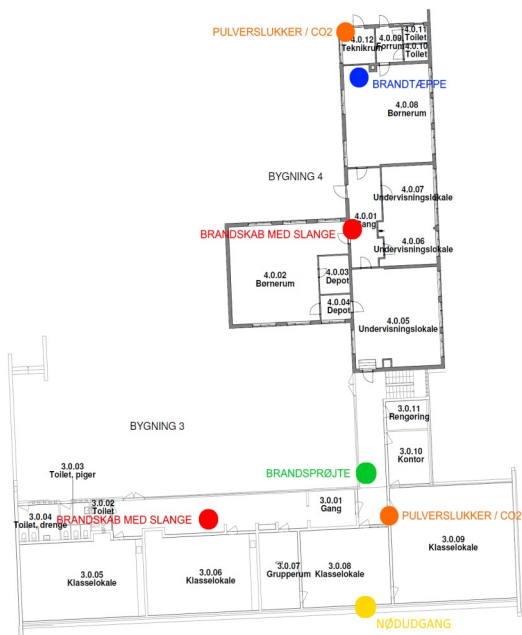 PULVERSLUKKER / CO2
4.0.12
Teknikrum
4.0.09
Forrum
4.0.11
Toilet
4.0.10
Toilet
BRANDTÆPPE
4.0.08
Børnerum
BYGNING 4
4.0.07
Undervisningslokale
4.0.01
Gang
BRANDSKAB MED SLANGE
4.0.06
Undervisningslokale
4.0.02
Børnerum
4.0.03
Depot
4.0.04
Depot
4.0.05
Undervisningslokale
3.0.11
Rengøring
BYGNING 3
3.0.10
Kontor
3.0.03
Toilet, piger
BRANDSPRØJTE
3.0.02
Toilet
3.0.01
Gang
3.0.04
Toilet, drenge
BRANDSKAB MED SLANGE
PULVERSLUKKER / CO2
3.0.09
Klasselokale
3.0.05
Klasselokale
3.0.06
Klasselokale
3.0.07
Grupperum
3.0.08
Klasselokale
NØDUDGANG